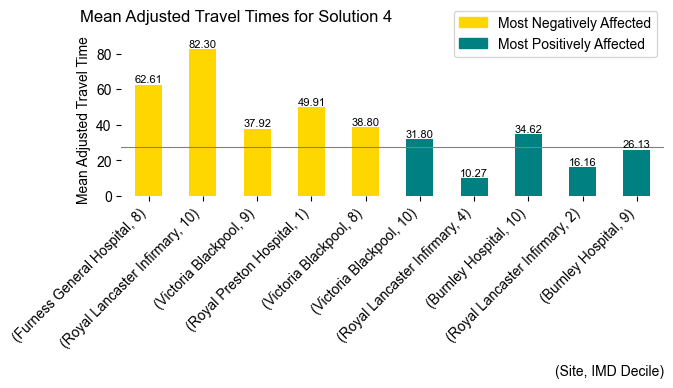 Mean Adjusted Travel Times for Solution 4
Most Negatively Affected
Most Positively Affected
Mean Adjusted Travel Time
80
60
40
20
0
62.61
82.30
37.92
49.91
38.80
31.80
10.27
34.62
16.16
26.13
(Furness General Hospital, 8)
(Royal Lancaster Infirmary, 10)
(Victoria Blackpool, 9)
(Royal Preston Hospital, 1)
(Victoria Blackpool, 8)
(Victoria Blackpool, 10)
(Royal Lancaster Infirmary, 4)
(Burnley Hospital, 10)
(Royal Lancaster Infirmary, 2)
(Burnley Hospital, 9)
(Site, IMD Decile)